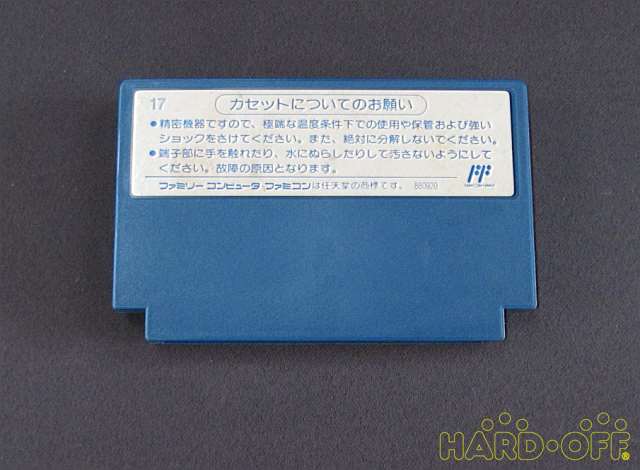 17
カセットについてのお願い
●精密機器ですので、極端な温度条件下での使用や保管および強い
ショックをさけてください。また、絶対に分解しないでください。
●端子部に手を触れたり、水にぬらしたりして汚さないようにして
ください。故障の原因となります。
ファミリーコンピュータ・ファミコンは任天堂の商標です。 880920
HARD・OFF®